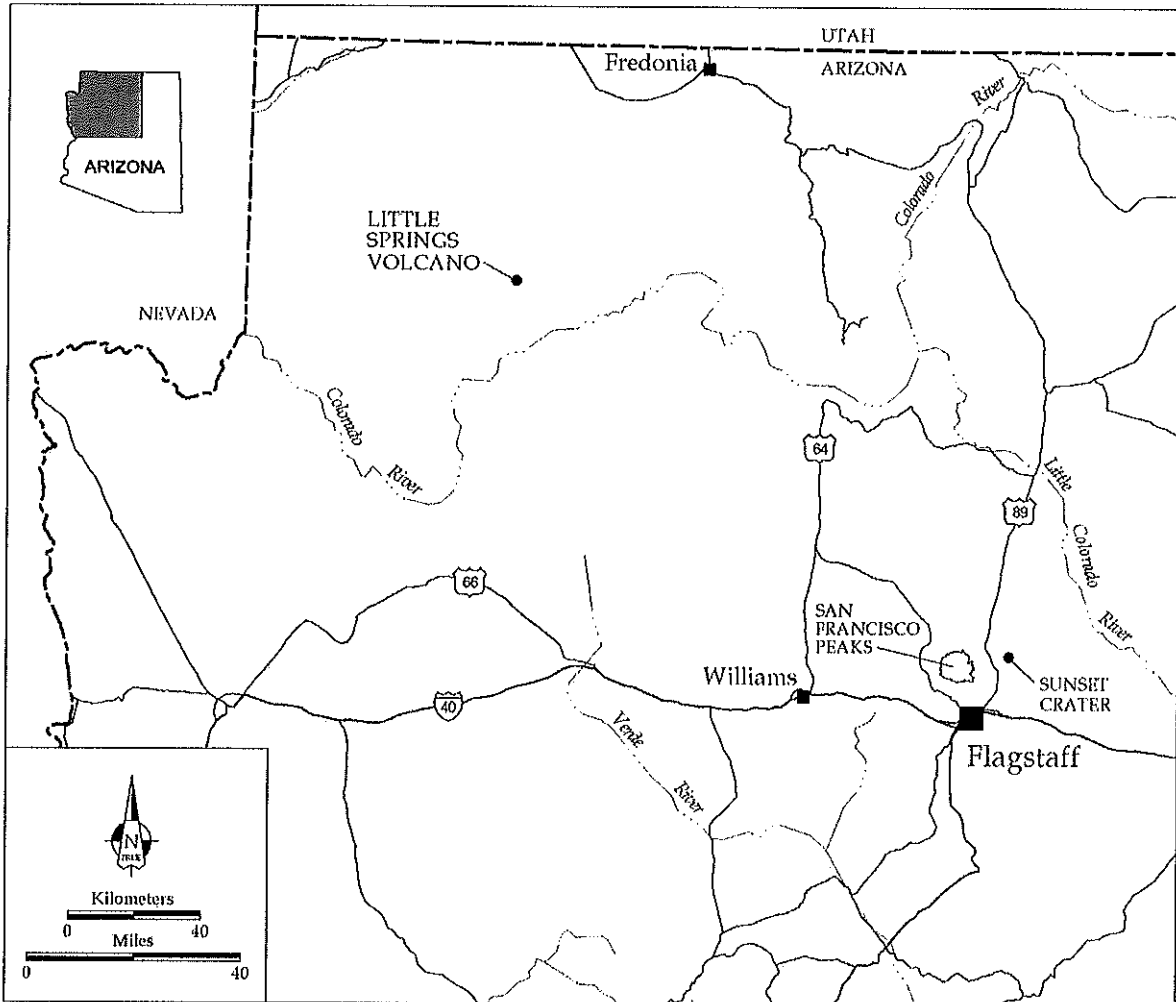 UTAH
Fredonia
ARIZONA
River
ARIZONA
Colorado
LITTLE
SPRINGS
VOLCANO
NEVADA
Colorado
River
64
Little
89
Colorado
River
66
SAN
FRANCISCO
PEAKS
Williams
SUNSET
CRATER
40
Verde
River
Flagstaff
N
TRUE
Kilometers
0 40
Miles
0 40